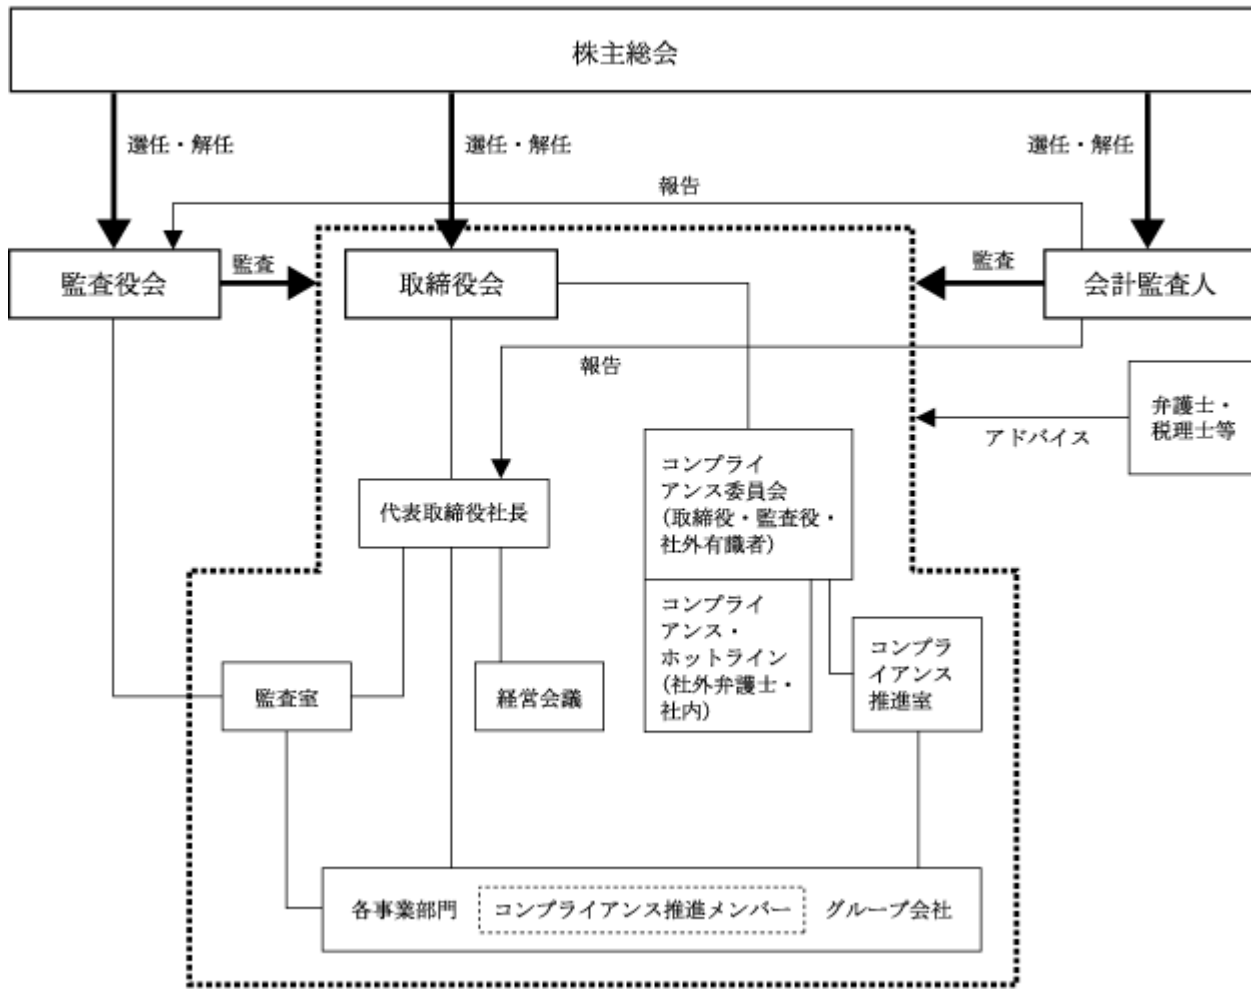 株主総会
選任・解任
選任・解任
選任・解任
報告
監査役会
監査
取締役会
監査
会計監査人
報告
弁護士・
税理士等
アドバイス
コンプライ
アンス委員会
(取締役・監査役・
社外有識者)
代表取締役社長
コンプライ
アンス・
ホットライン
(社外弁護士・
社内)
コンプラ
イアンス
推進室
監査室
経営会議
各事業部門
コンプライアンス推進メンバー
グループ会社